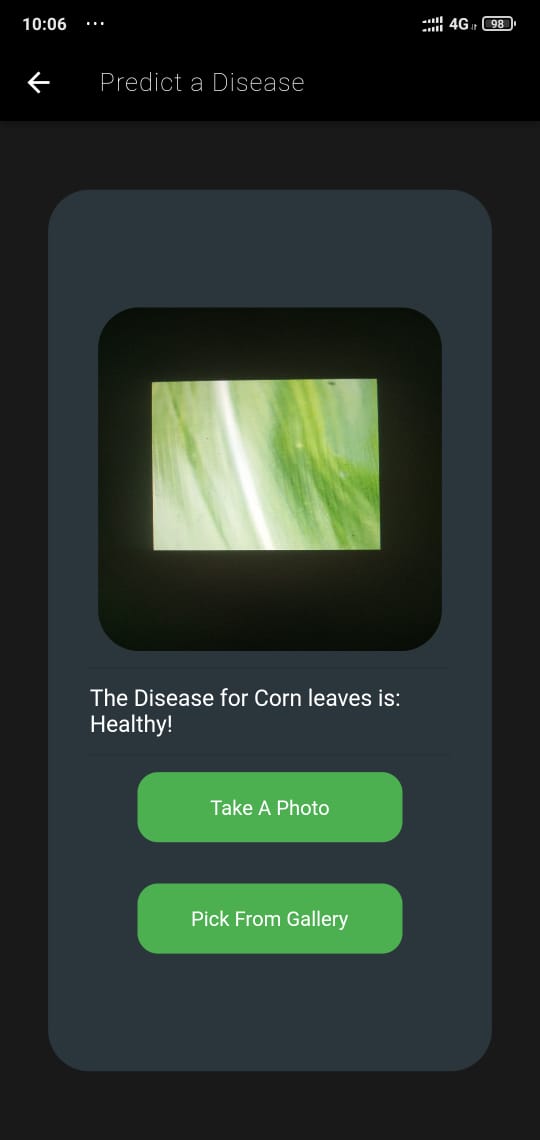 10:06 ...
4G 98
Predict a Disease
The Disease for Corn leaves is:
Healthy!
Take A Photo
Pick From Gallery